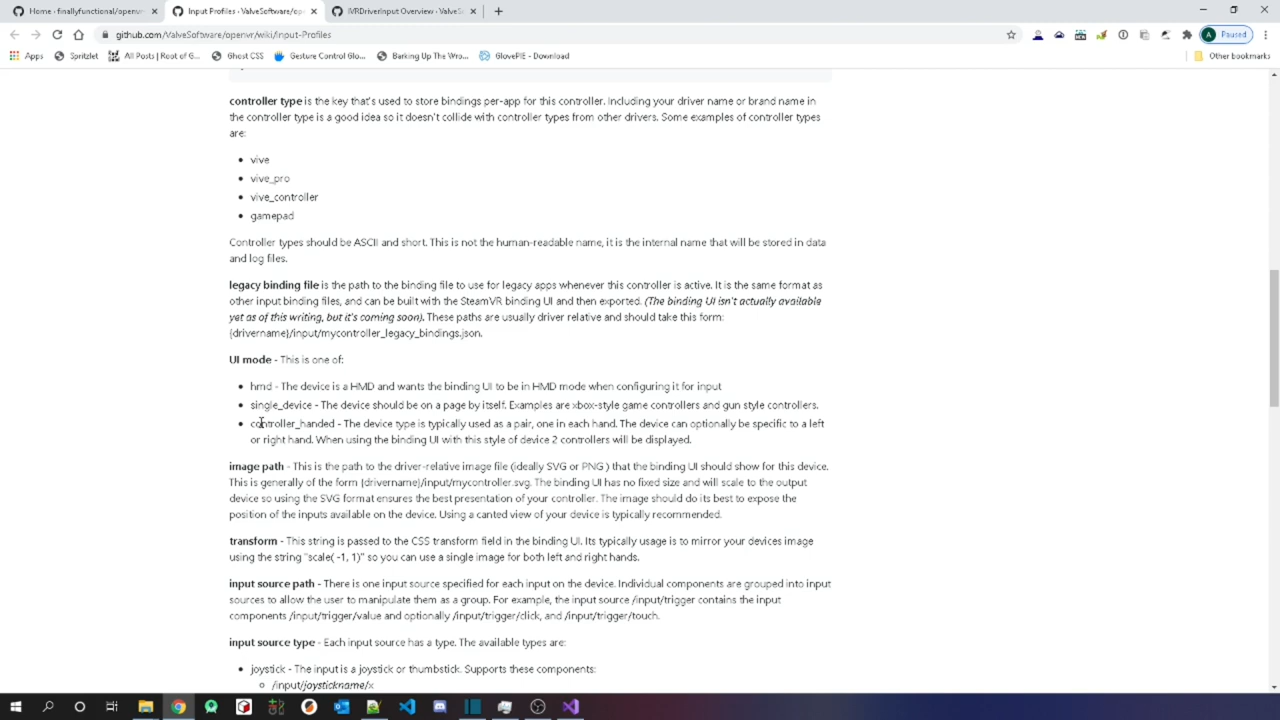 Home · finallyfunctional/openvr
Input Profiles · ValveSoftware/op
IVRDriverInput Overview · ValveS
github.com/ValveSoftware/openvr/wiki/Input-Profiles
Paused
Apps
Spritzlet
All Posts | Root of G...
Ghost CSS
Gesture Control Glo...
Barking Up The Wro...
GlovePIE - Download
Other bookmarks
controller type is the key that's used to store bindings per-app for this controller. Including your driver name or brand name in
the controller type is a good idea so it doesn't collide with controller types from other drivers. Some examples of controller types
are:
• vive
• vive_pro
• vive_controller
• gamepad
Controller types should be ASCII and short. This is not the human-readable name, it is the internal name that will be stored in data
and log files.
legacy binding file is the path to the binding file to use for legacy apps whenever this controller is active. It is the same format as
other input binding files, and can be built with the SteamVR binding UI and then exported. (The binding UI isn't actually available
yet as of this writing, but it's coming soon). These paths are usually driver relative and should take this form:
{drivername}/input/mycontroller_legacy_bindings.json.
UI mode - This is one of:
• hmd - The device is a HMD and wants the binding UI to be in HMD mode when configuring it for input
• single_device - The device should be on a page by itself. Examples are xbox-style game controllers and gun style controllers.
• controller_handed - The device type is typically used as a pair, one in each hand. The device can optionally be specific to a left
or right hand. When using the binding UI with this style of device 2 controllers will be displayed.
image path - This is the path to the driver-relative image file (ideally SVG or PNG ) that the binding UI should show for this device.
This is generally of the form {drivername}/input/mycontroller.svg. The binding UI has no fixed size and will scale to the output
device so using the SVG format ensures the best presentation of your controller. The image should do its best to expose the
position of the inputs available on the device. Using a canted view of your device is typically recommended.
transform - This string is passed to the CSS transform field in the binding UI. Its typically usage is to mirror your devices image
using the string "scale( -1, 1)" so you can use a single image for both left and right hands.
input source path - There is one input source specified for each input on the device. Individual components are grouped into input
sources to allow the user to manipulate them as a group. For example, the input source /input/trigger contains the input
components /input/trigger/value and optionally /input/trigger/click, and /input/trigger/touch.
input source type - Each input source has a type. The available types are:
• joystick - The input is a joystick or thumbstick. Supports these components:
○ /input/joystickname/x